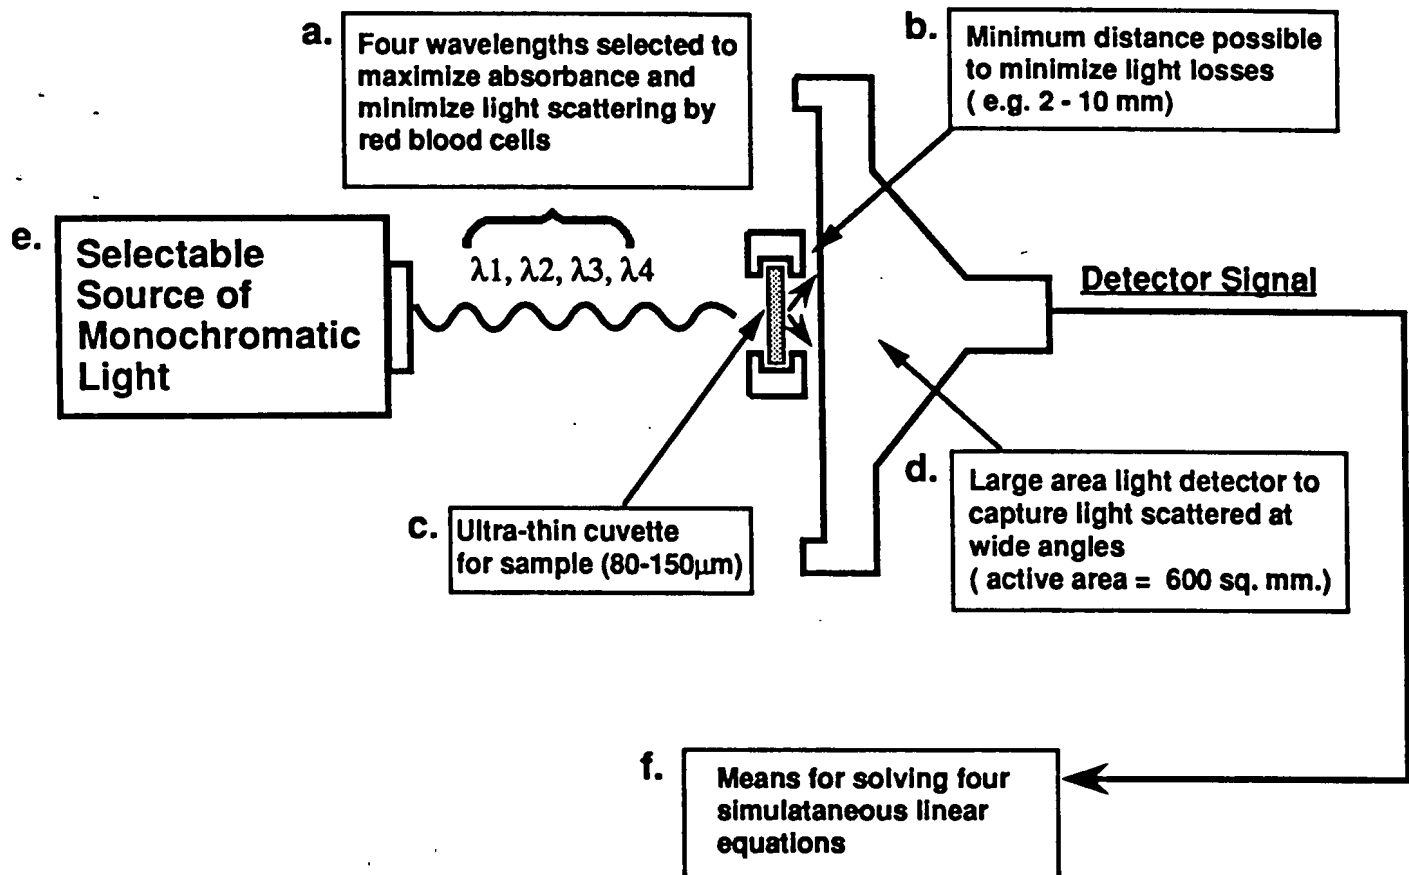 a.
Four wavelengths selected to
maximize absorbance and
minimize light scattering by
red blood cells
b.
Minimum distance possible
to minimize light losses
( e.g. 2 - 10 mm)
e.
Selectable
Source of
Monochromatic
Light
λ1, λ2, λ3, λ4
Detector Signal
c.
Ultra-thin cuvette
for sample (80-150µm)
d.
Large area light detector to
capture light scattered at
wide angles
( active area = 600 sq. mm.)
f.
Means for solving four
simulataneous linear
equations